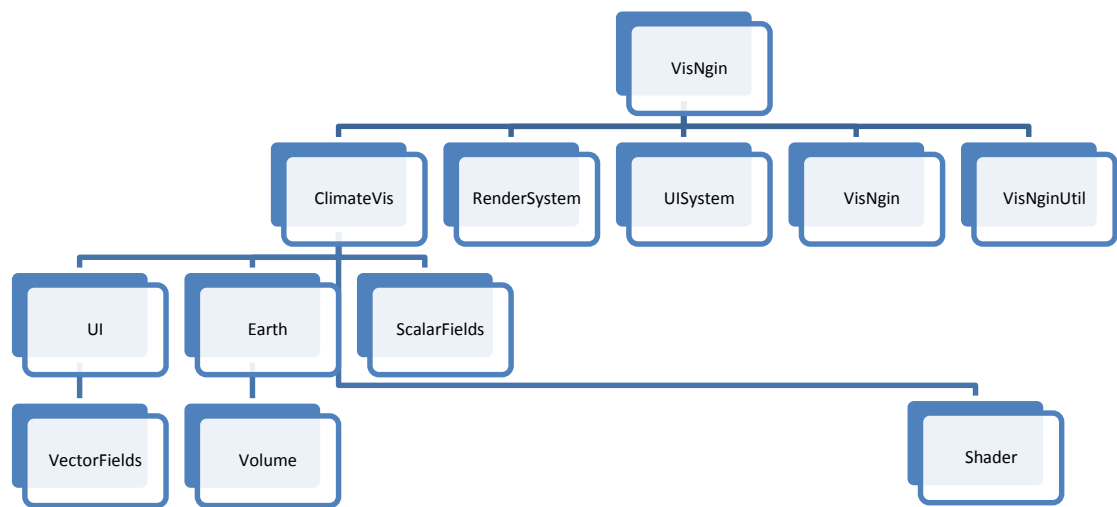 VisNgin
ClimateVis
RenderSystem
UISystem
VisNgin
VisNginUtil
UI
Earth
ScalarFields
VectorFields
Volume
Shader